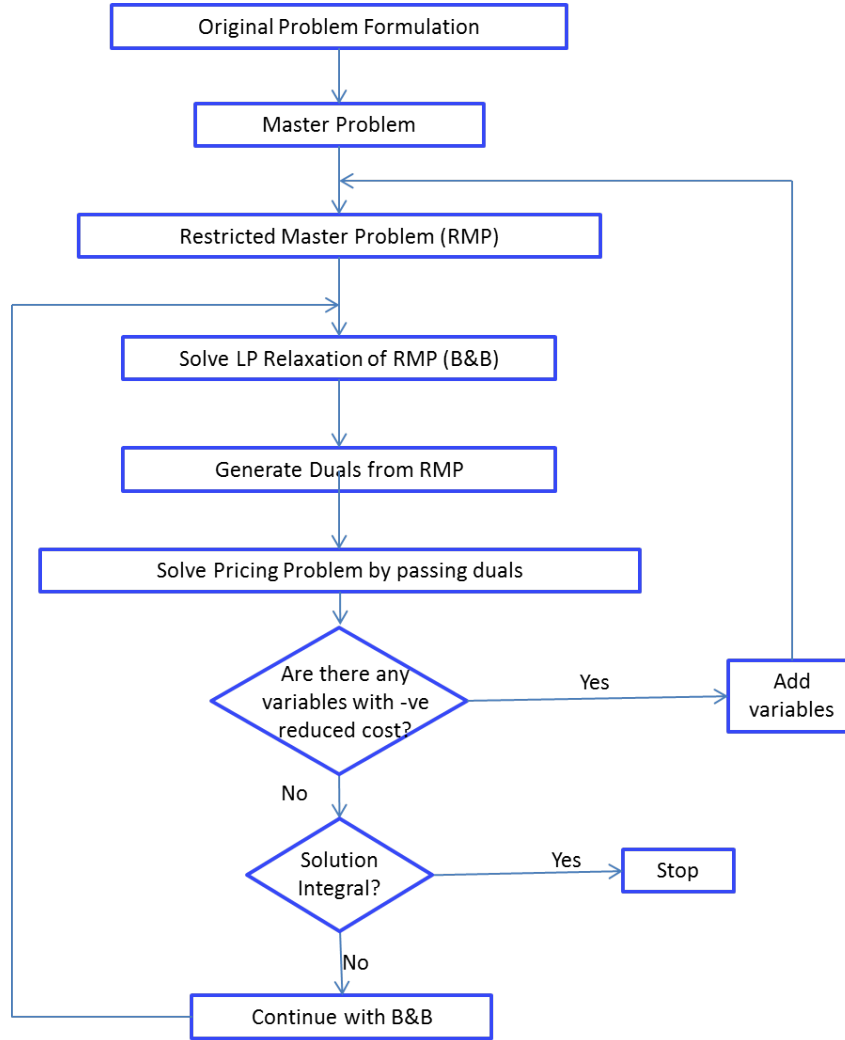 Original Problem Formulation
Master Problem
Restricted Master Problem (RMP)
Solve LP Relaxation of RMP (B&B)
Generate Duals from RMP
Solve Pricing Problem by passing duals
Are there any
variables with -ve
reduced cost?
Yes
Add
variables
No
Solution
Integral?
Yes
Stop
No
Continue with B&B